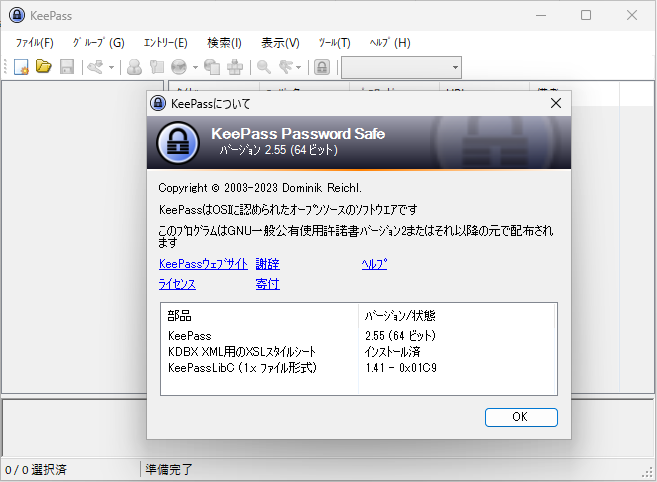 KeePass
ファイル(F) グループ(G) エントリー(E) 検索(I) 表示(V) ツール(T) ヘルプ(H)
KeePassについて
KeePass Password Safe
バージョン 2.55 (64 ビット)
Copyright © 2003-2023 Dominik Reichl.
KeePassはOSIに認められたオープンソースのソフトウエアです
このプログラムはGNU一般公有使用許諾書バージョン2またはそれ以降の元で配布され
ます
KeePassウェブサイト 謝辞 ヘルプ
ライセンス 寄付
部品 バージョン/状態
KeePass 2.55 (64 ビット)
KDBX XML用のXSLスタイルシート インストール済
KeePassLibC (1.x ファイル形式) 1.41 - 0x01C9
OK
0 / 0 選択済 準備完了